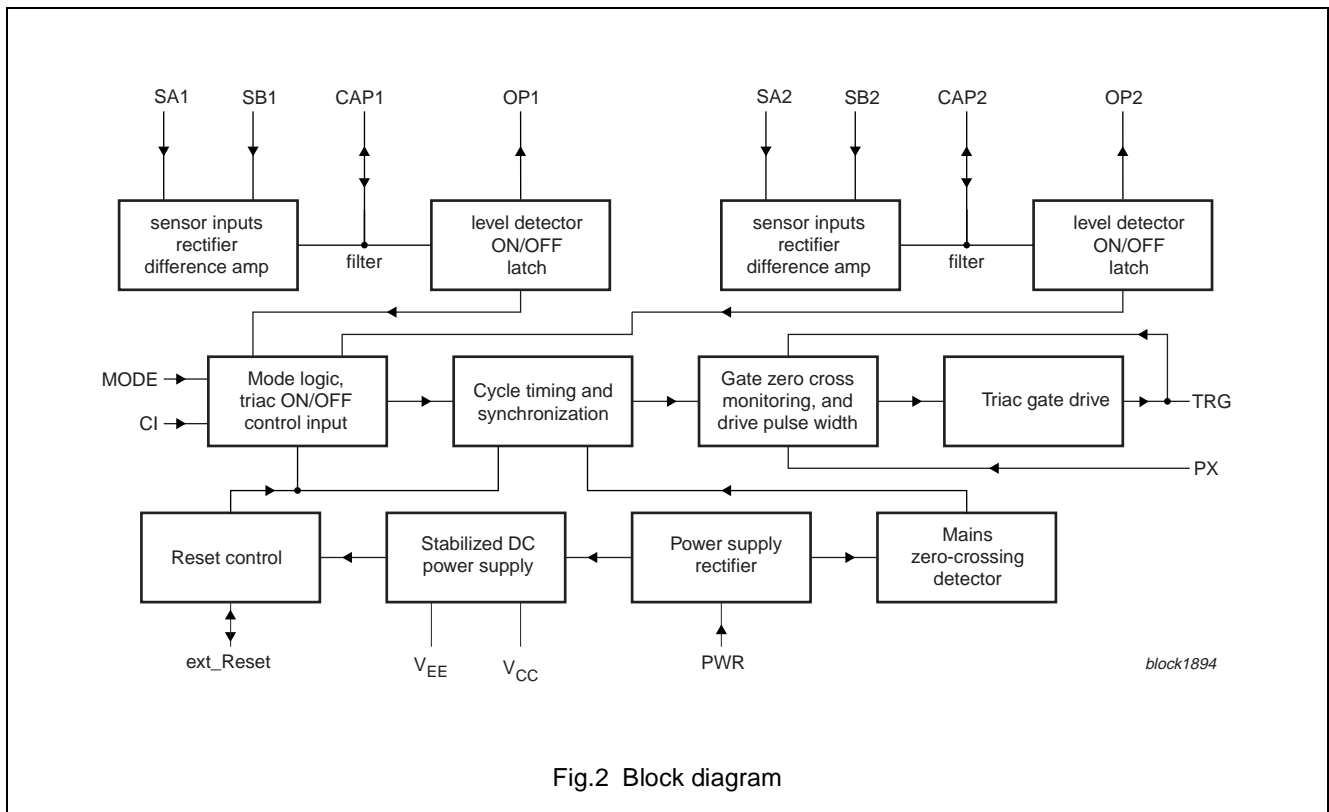 SA1
SB1
CAP1
OP1
SA2
SB2
CAP2
OP2
sensor inputs
rectifier
difference amp
filter
level detector
ON/OFF
latch
sensor inputs
rectifier
difference amp
filter
level detector
ON/OFF
latch
MODE
CI
Mode logic,
triac ON/OFF
control input
Cycle timing and
synchronization
Gate zero cross
monitoring, and
drive pulse width
Triac gate drive
TRG
PX
Reset control
Stabilized DC
power supply
Power supply
rectifier
Mains
zero-crossing
detector
ext_Reset
VEE
VCC
PWR
block1894
Fig.2 Block diagram